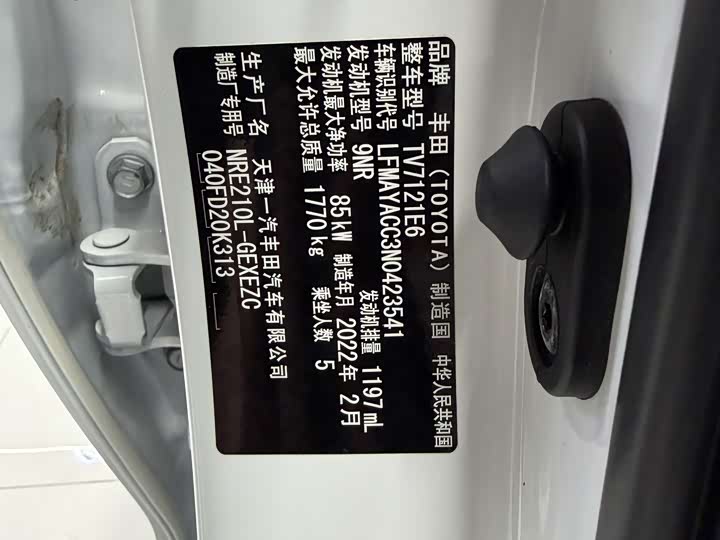 品牌 丰田（TOYOTA） 制造国 中华人民共和国
整车型号 TV7121E6
车辆识别代号 LFMAYACC3N0423541
发动机型号 9NR 发动机排量 1197mL
发动机最大净功率 85kW 制造年月 2022年 2月
最大允许总质量 1770kg 乘坐人数 5
生产厂名 天津一汽丰田汽车有限公司
制造厂专用号 NRE210L-GEXEZC
040FD20K313